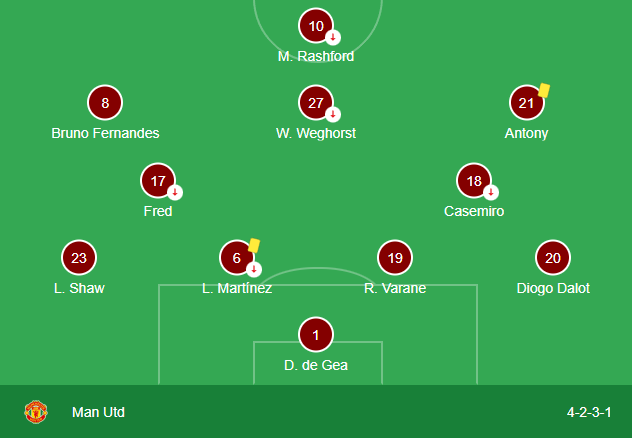 10
M. Rashford
8 27 21
Bruno Fernandes W. Weghorst Antony
17 18
Fred Casemiro
23 6 19 20
L. Shaw L. Martínez R. Varane Diogo Dalot
1
D. de Gea
Man Utd 4-2-3-1